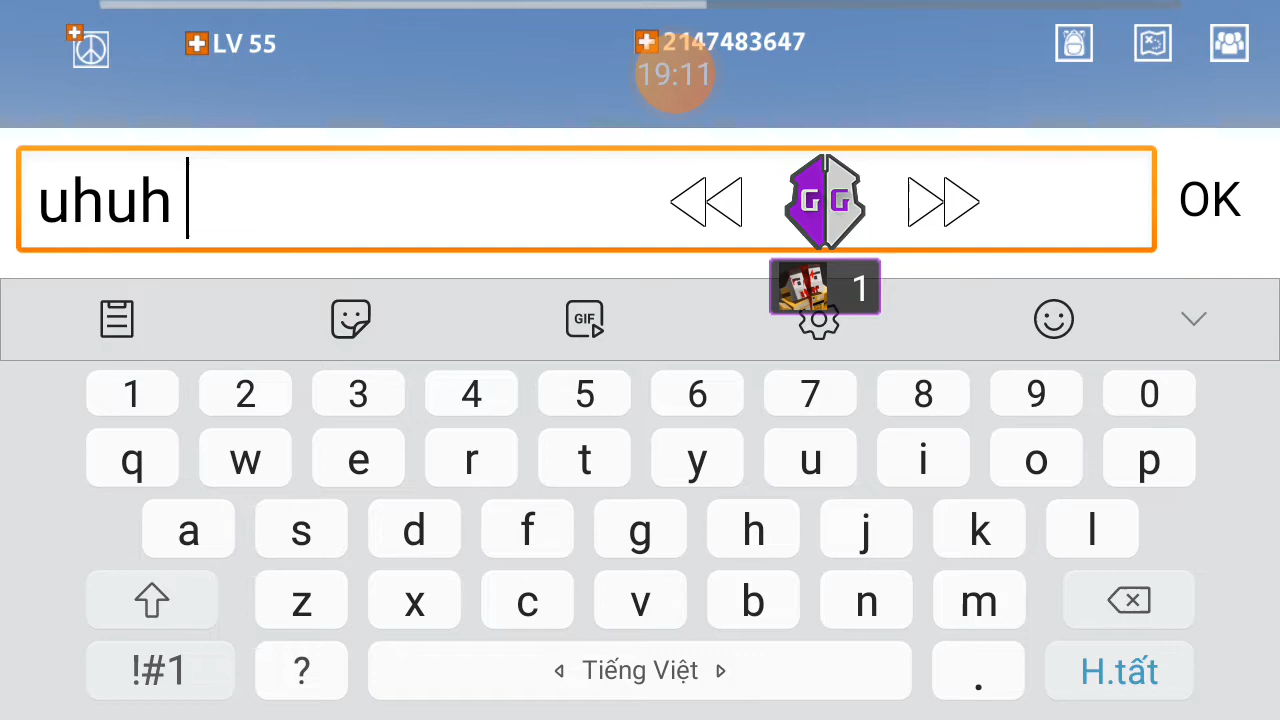 LV 55
2147483647
19:11
uhuh
GG
OK
1
GIF
1 2 3 4 5 6 7 8 9 0
q w e r t y u i o p
a s d f g h j k l
z x c v b n m
!#1 ? Tiếng Việt . H.tất